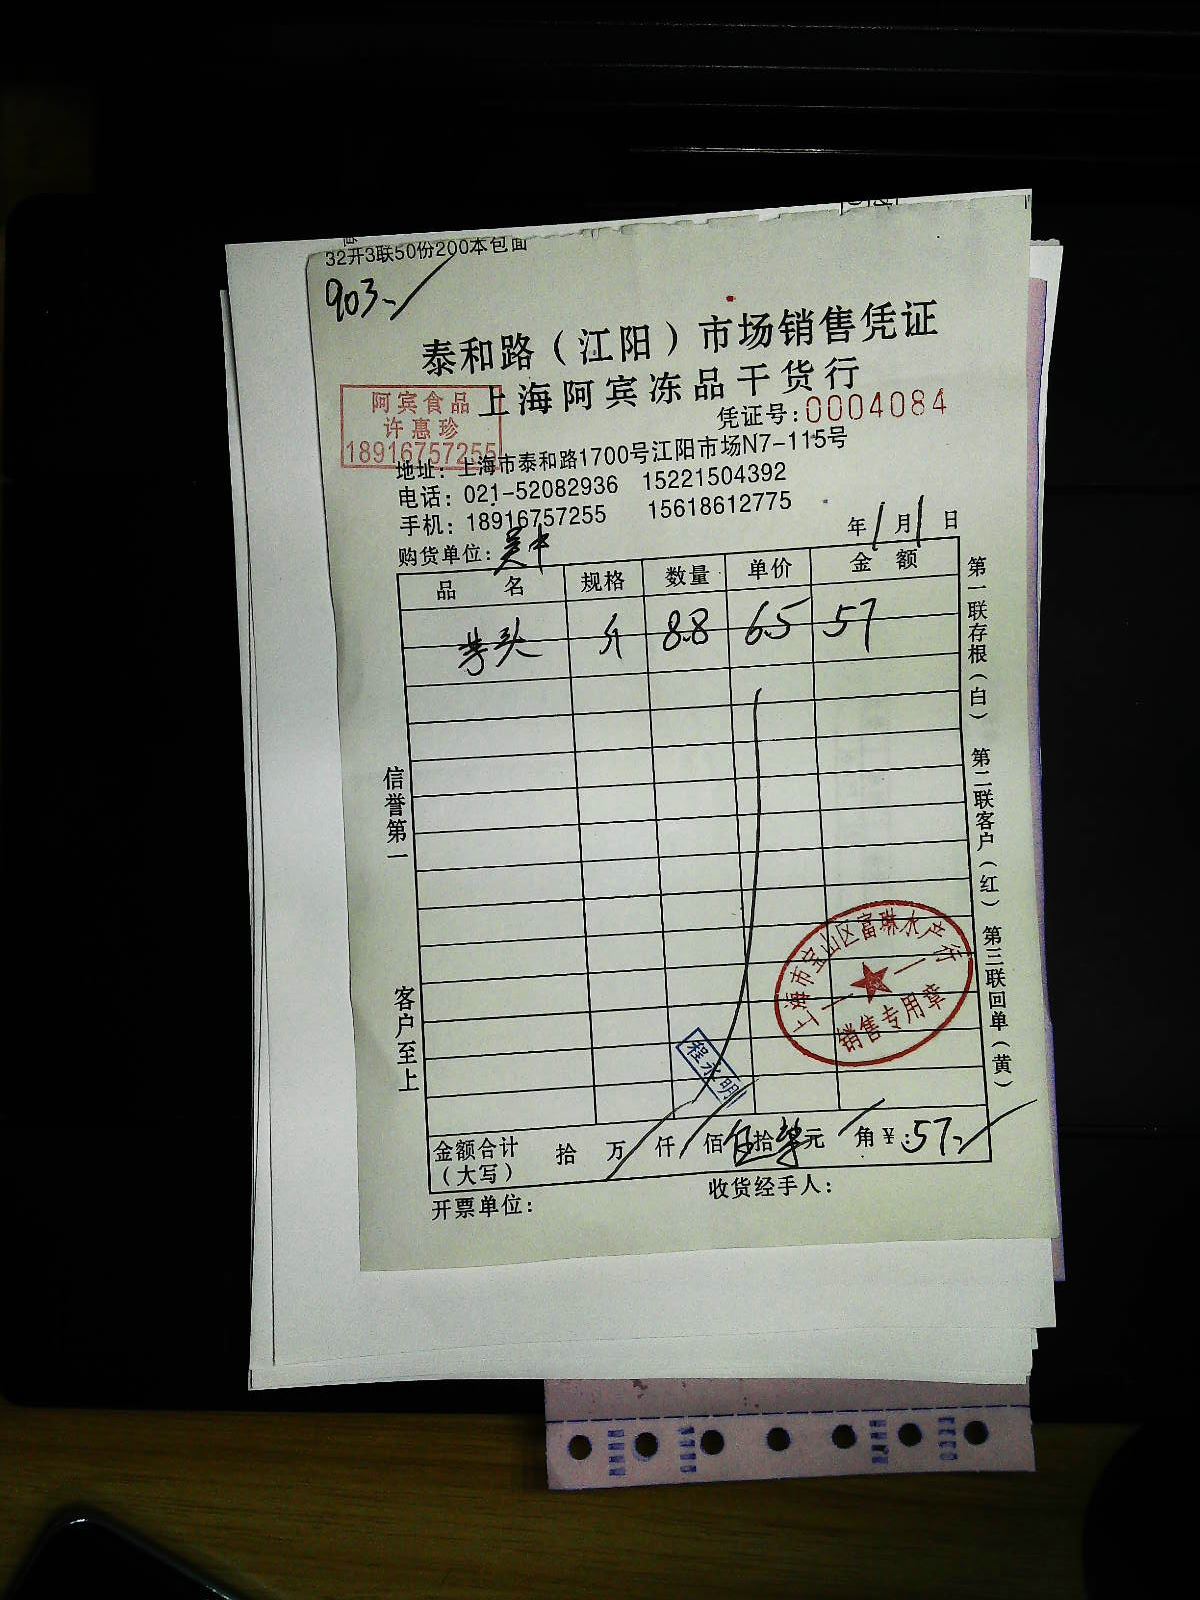 32开3联50份200本包面
903
泰和路（江阳）市场销售凭证
上海阿宾冻品干货行
阿宾食品
许惠珍
18916757255
凭证号:0004084
地址: 上海市泰和路1700号江阳市场N7-115号
电话: 021-52082936 15221504392
手机: 18916757255 15618612775
购货单位: 年1月1日
品名 规格 数量 单价 金额
芋头 斤 8.8 6.5 57
信誉第一
客户至上
第一联存根（白） 第二联客户（红） 第三联回单（黄）
上海市宝山区富琳水产行
销售专用章
程永明
金额合计（大写） 拾 万 仟 佰 伍拾柒元 角 ￥:57
开票单位: 收货经手人: